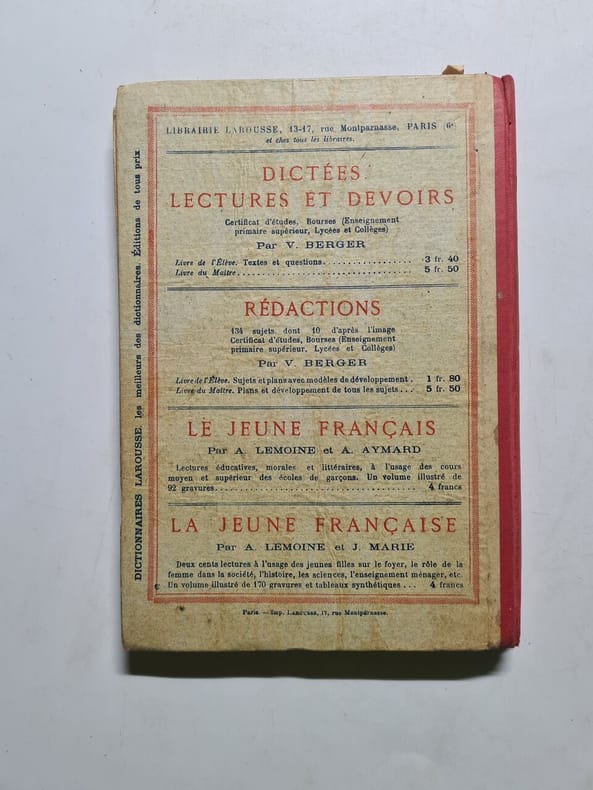 LIBRAIRIE LAROUSSE, 13-17, rue Montparnasse, PARIS (6e
et chez tous les libraires.
DICTÉES
LECTURES ET DEVOIRS
Certificat d'études, Bourses (Enseignement
primaire supérieur, Lycées et Collèges)
Par V. BERGER
Livre de l'Élève. Textes et questions. . . . . . . . . . . . . . . . . 3 fr. 40
Livre du Maître. . . . . . . . . . . . . . . . . . . . . . . . . . . . . . . . . 5 fr. 50
RÉDACTIONS
134 sujets dont 10 d'après l'image
Certificat d'études, Bourses (Enseignement
primaire supérieur, Lycées et Collèges)
Par V. BERGER
Livre de l'Élève. Sujets et plans avec modèles de développement . 1 fr. 80
Livre du Maître. Plans et développement de tous les sujets . . . 5 fr. 50
LE JEUNE FRANÇAIS
Par A. LEMOINE et A. AYMARD
Lectures éducatives, morales et littéraires, à l'usage des cours
moyen et supérieur des écoles de garçons. Un volume illustré de
92 gravures. . . . . . . . . . . . . . . . . . . . . . . . . . . . . . . . . . . 4 francs
LA JEUNE FRANÇAISE
Par A. LEMOINE et J. MARIE
Deux cents lectures à l'usage des jeunes filles sur le foyer, le rôle de la
femme dans la société, l'histoire, les sciences, l'enseignement ménager, etc.
Un volume illustré de 170 gravures et tableaux synthétiques . . . 4 francs
Paris. — Imp. LAROUSSE, 17, rue Montparnasse.
DICTIONNAIRES LAROUSSE, les meilleurs des dictionnaires. Éditions de tous prix